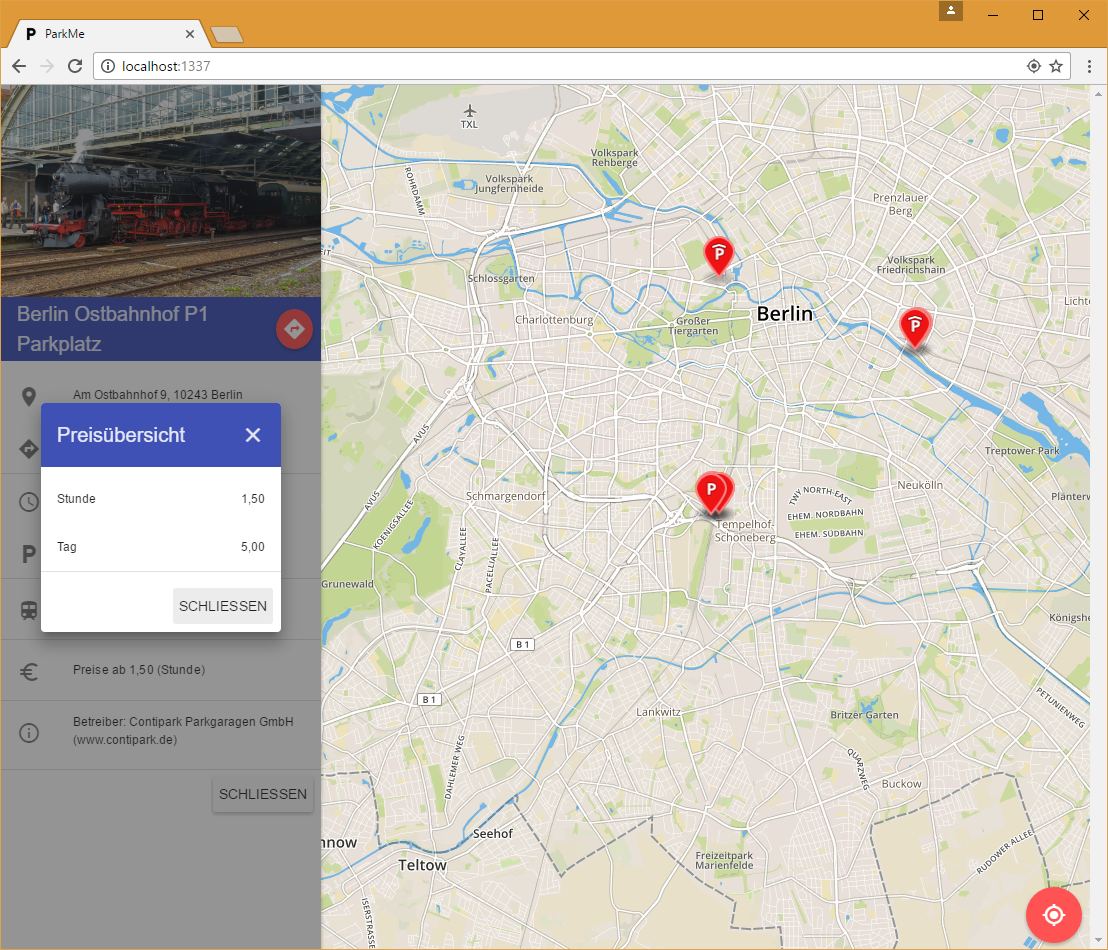 ParkMe
localhost:1337
Berlin Ostbahnhof P1
Parkplatz
Am Ostbahnhof 9, 10243 Berlin
Preisübersicht
Stunde 1,50
Tag 5,00
SCHLIESSEN
P
Preise ab 1,50 (Stunde)
Betreiber: Contipark Parkgaragen GmbH
(www.contipark.de)
SCHLIESSEN
TXL
Volkspark
Rehberge
Volkspark
Jungfernheide
ROHRDAMM
Prenzlauer
Berg
Volkspark
Friedrichshain
Schlossgarten
Charlottenburg
Großer
Tiergarten
Berlin
P
P
Lichte
AVUS
AVUS
KOENIGSALLEE
Schmargendorf
P
Treptower Park
Neukölln
Planterw
TWY NORTH-EAST
EHEM. NORDBAHN
EHEM. SÜDBAHN
Tempelhof-
Schöneberg
CLAYALLEE
PACELLIALLEE
Grunewald
Königshe
B 1
B 1
Lankwitz
Britzer Garten
PETUNIENWEG
QUARZWEG
Buckow
DAHLEMER WEG
Seehof
nnow
Teltow
Freizeitpark
Marienfelde
RUDOWER ALLEE
ISERSTRASSE